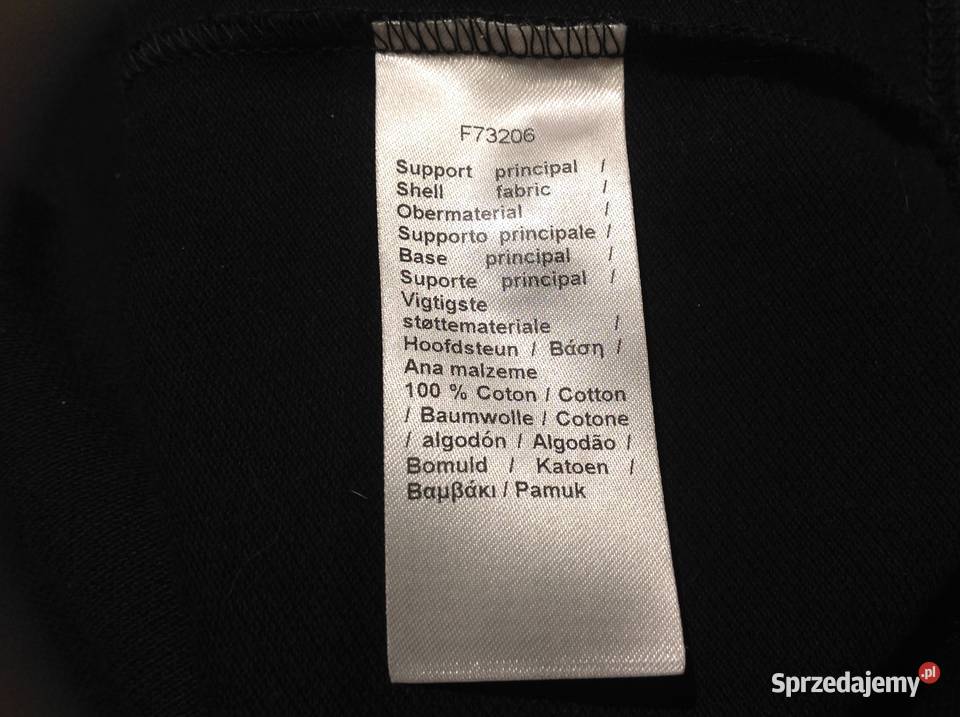 F73206
Support principal /
Shell fabric /
Obermaterial /
Supporto principale /
Base principal /
Suporte principal /
Vigtigste
støttemateriale /
Hoofdsteun / Βάση /
Ana malzeme
100 % Coton / Cotton
/ Baumwolle / Cotone
/ algodón / Algodão /
Bomuld / Katoen /
Βαμβάκι / Pamuk
Sprzedajemy.pl